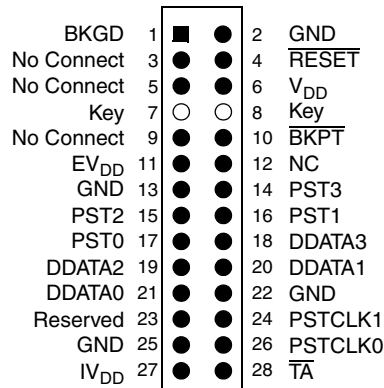 BKGD 1 2 GND
No Connect 3 4 RESET
No Connect 5 6 VDD
Key 7 8 Key
No Connect 9 10 BKPT
EVDD 11 12 NC
GND 13 14 PST3
PST2 15 16 PST1
PST0 17 18 DDATA3
DDATA2 19 20 DDATA1
DDATA0 21 22 GND
Reserved 23 24 PSTCLK1
GND 25 26 PSTCLK0
IVDD 27 28 TA